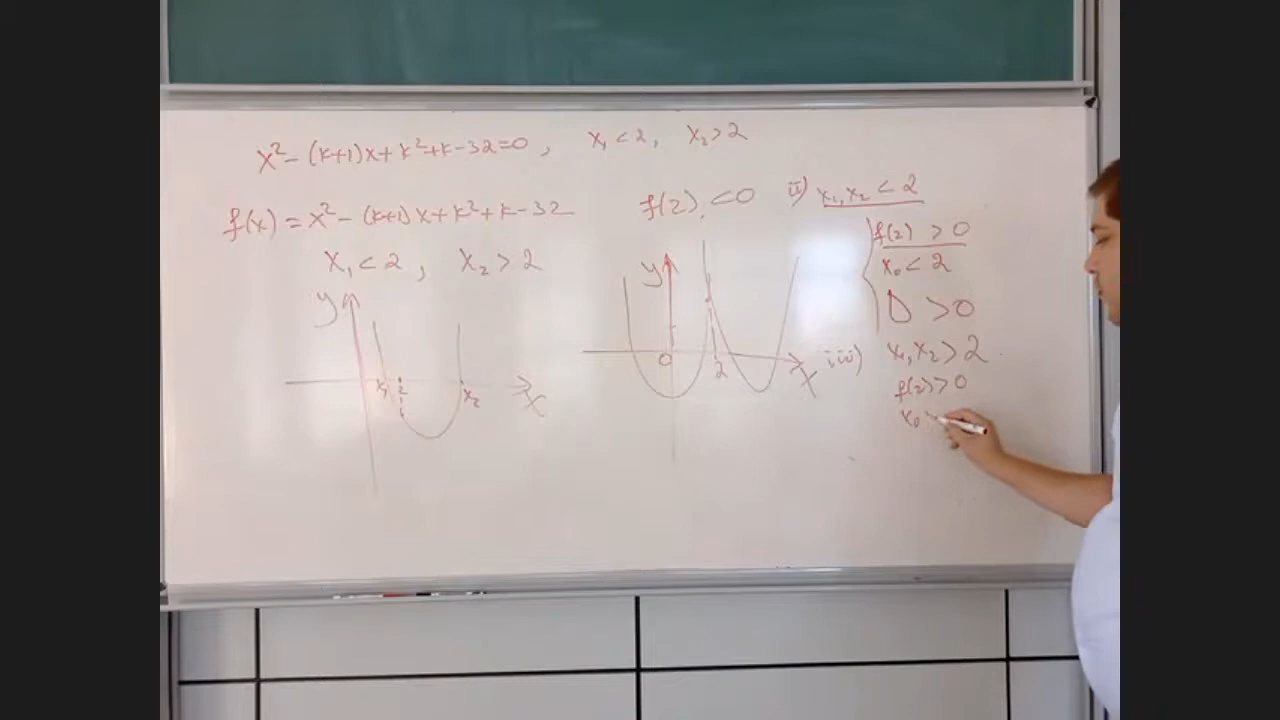 x² - (k+1)x + k² + k - 32 = 0 , x₁ < 2, x₂ > 2
f(x) = x² - (k+1)x + k² + k - 32
x₁ < 2 , x₂ > 2
y
x₁ 2 x₂ x
f(2) < 0
y
0 2 x
ii) x₁, x₂ < 2
f(2) > 0
x₀ < 2
D > 0
iii) x₁, x₂ > 2
f(2) > 0
x₀ >